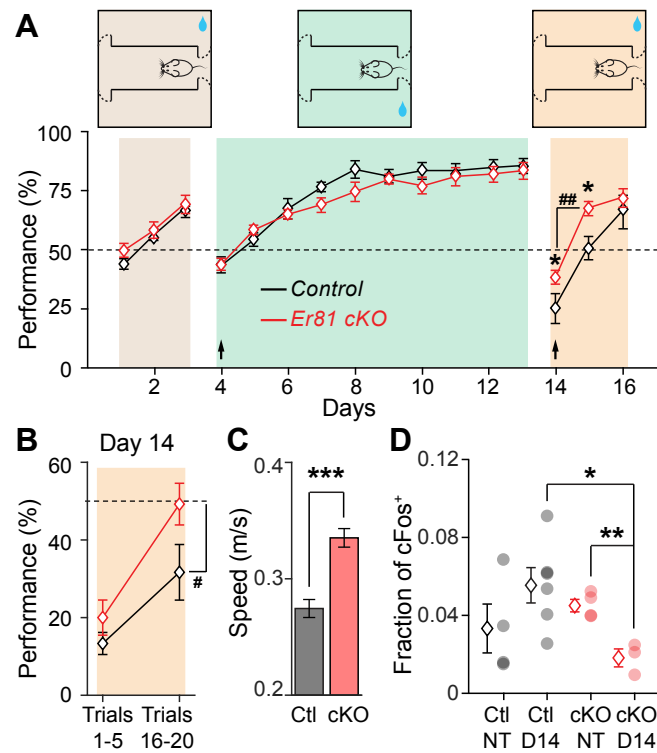 A
Performance (%)
100
75
50
25
0
Control
Er81 cKO
*
##
*
2
4
6
8
10
12
13
14
16
Days
B
Day 14
Performance (%)
60
40
20
0
#
Trials
1-5
Trials
16-20
C
Speed (m/s)
0.4
0.3
0.2
***
Ctl
cKO
D
Fraction of cFos+
0.12
0.08
0.04
0
*
**
Ctl
NT
Ctl
D14
cKO
NT
cKO
D14